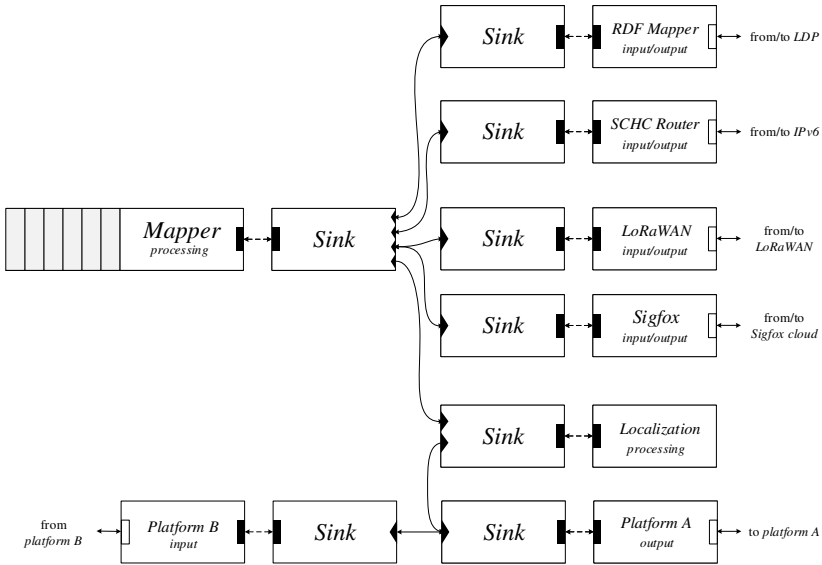 Sink
RDF Mapper
input/output
from/to LDP
Sink
SCHC Router
input/output
from/to IPv6
Mapper
processing
Sink
Sink
LoRaWAN
input/output
from/to
LoRaWAN
Sink
Sigfox
input/output
from/to
Sigfox cloud
Sink
Localization
processing
from
platform B
Platform B
input
Sink
Sink
Platform A
output
to platform A